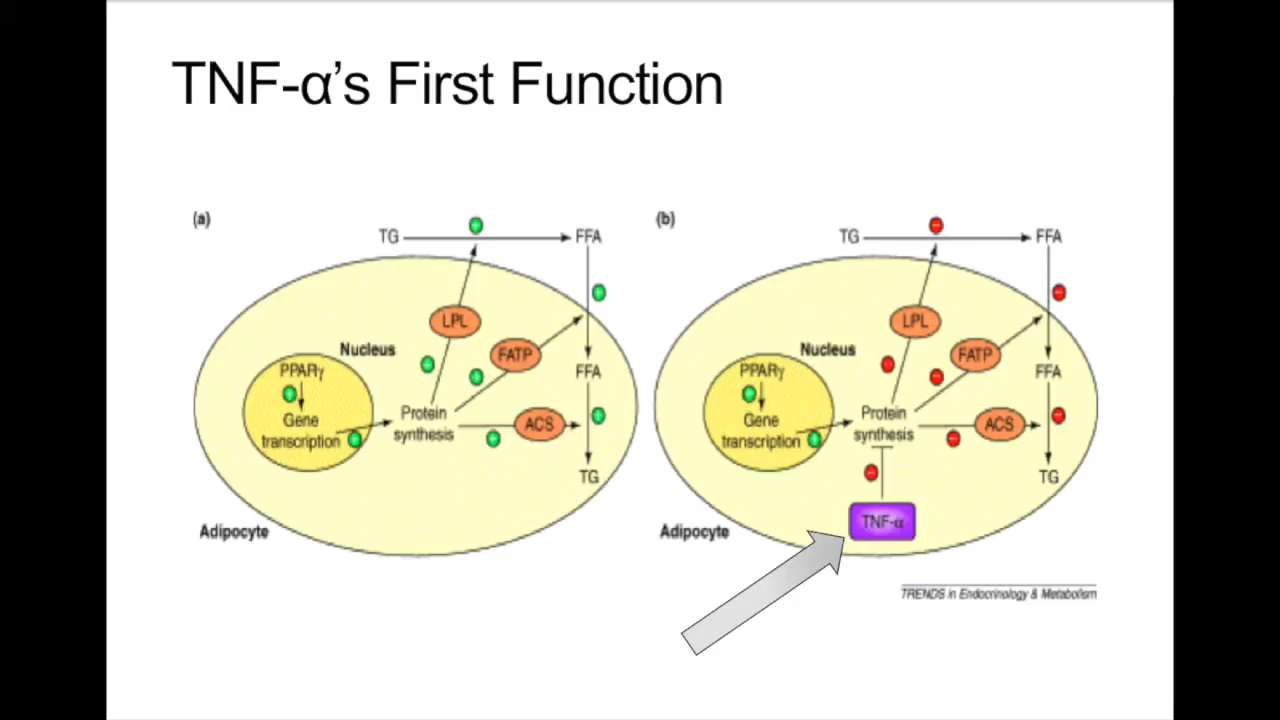 TNF-α’s First Function
(a)
TG
FFA
LPL
Nucleus
FATP
PPARγ
FFA
Gene
transcription
Protein
synthesis
ACS
TG
Adipocyte
(b)
TG
FFA
LPL
Nucleus
FATP
PPARγ
FFA
Gene
transcription
Protein
synthesis
ACS
TG
TNF-α
Adipocyte
TRENDS in Endocrinology & Metabolism